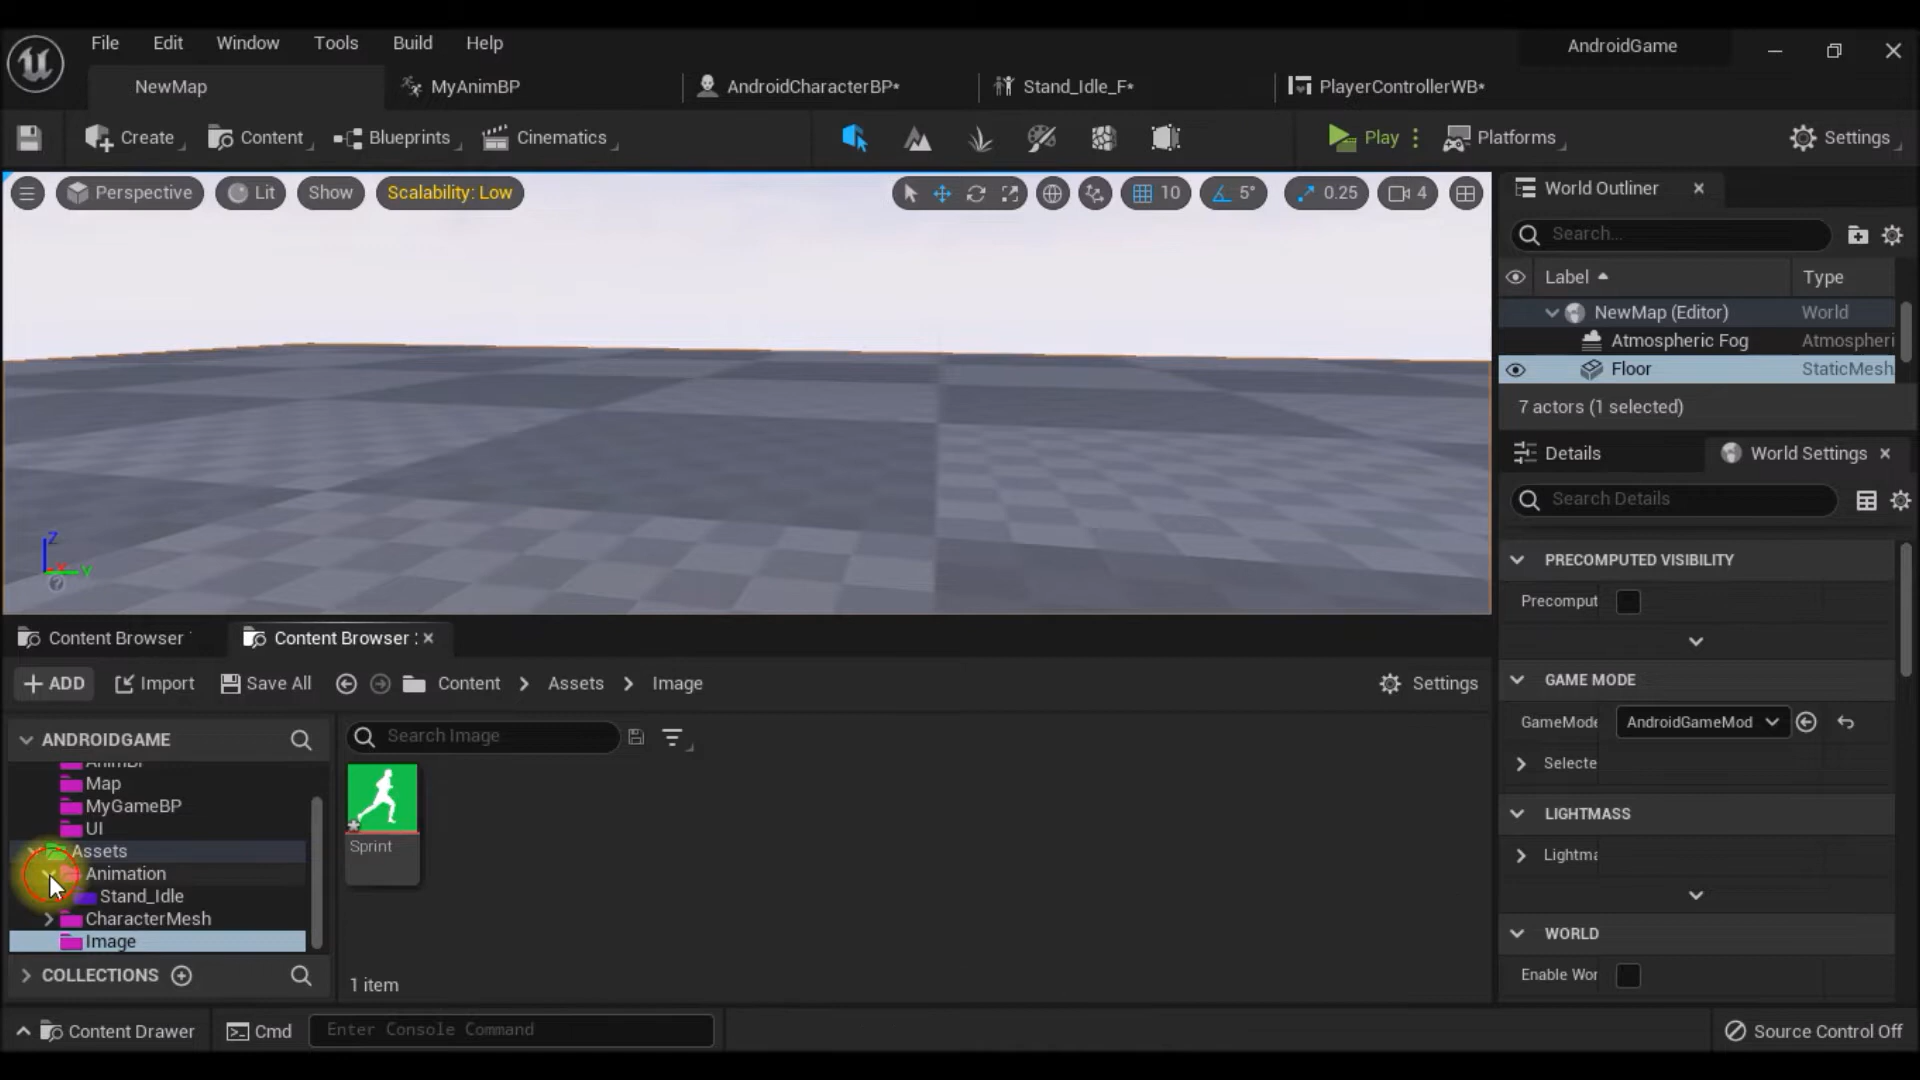 File Edit Window Tools Build Help AndroidGame
NewMap MyAnimBP AndroidCharacterBP* Stand_Idle_F* PlayerControllerWB*
Create Content Blueprints Cinematics Play Platforms Settings
Perspective Lit Show Scalability: Low 10 5° 0.25 4
World Outliner
Search...
Label Type
NewMap (Editor) World
Atmospheric Fog Atmospheri
Floor StaticMesh
7 actors (1 selected)
Details World Settings
Search Details
PRECOMPUTED VISIBILITY
Precomput
GAME MODE
GameMode AndroidGameMod
Selecte
LIGHTMASS
Lightma
WORLD
Enable Wor
Z
Y
Content Browser Content Browser :
ADD Import Save All Content Assets Image Settings
ANDROIDGAME
Search Image
Map
MyGameBP
UI
Assets
Animation
Stand_Idle
CharacterMesh
Image
Sprint
COLLECTIONS
1 item
Content Drawer Cmd Enter Console Command Source Control Off